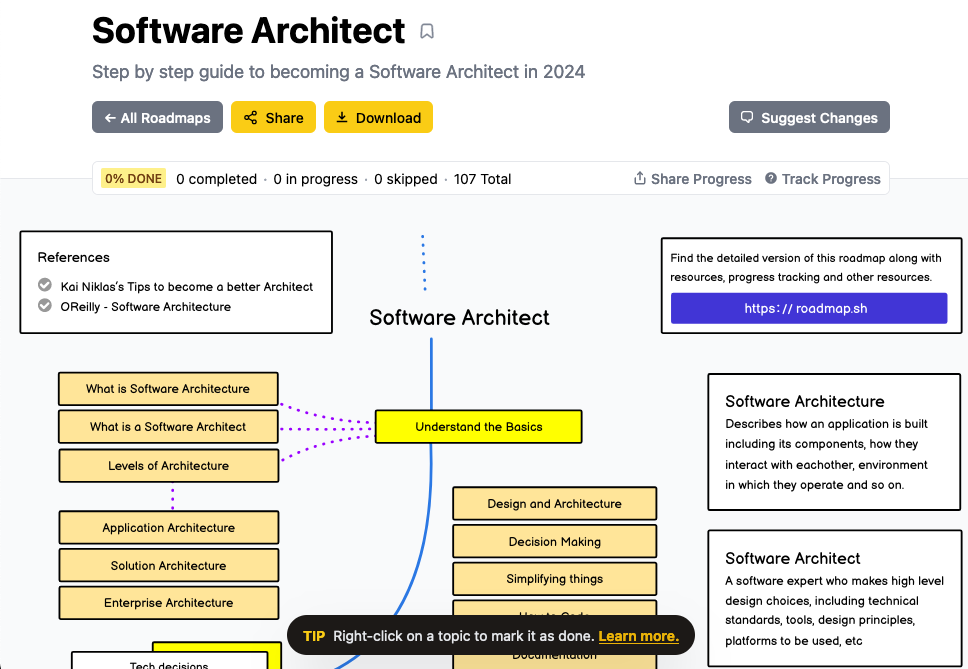 Software Architect
Step by step guide to becoming a Software Architect in 2024
← All Roadmaps
Share
Download
Suggest Changes
0% DONE 0 completed · 0 in progress · 0 skipped · 107 Total
Share Progress
Track Progress
References
Kai Niklas's Tips to become a better Architect
OReilly - Software Architecture
Software Architect
Find the detailed version of this roadmap along with
resources, progress tracking and other resources.
https://roadmap.sh
What is Software Architecture
What is a Software Architect
Levels of Architecture
Understand the Basics
Software Architecture
Describes how an application is built
including its components, how they
interact with eachother, environment
in which they operate and so on.
Application Architecture
Solution Architecture
Enterprise Architecture
Design and Architecture
Decision Making
Simplifying things
Software Architect
A software expert who makes high level
design choices, including technical
standards, tools, design principles,
platforms to be used, etc
TIP Right-click on a topic to mark it as done. Learn more.
Documentation
Tech decisions